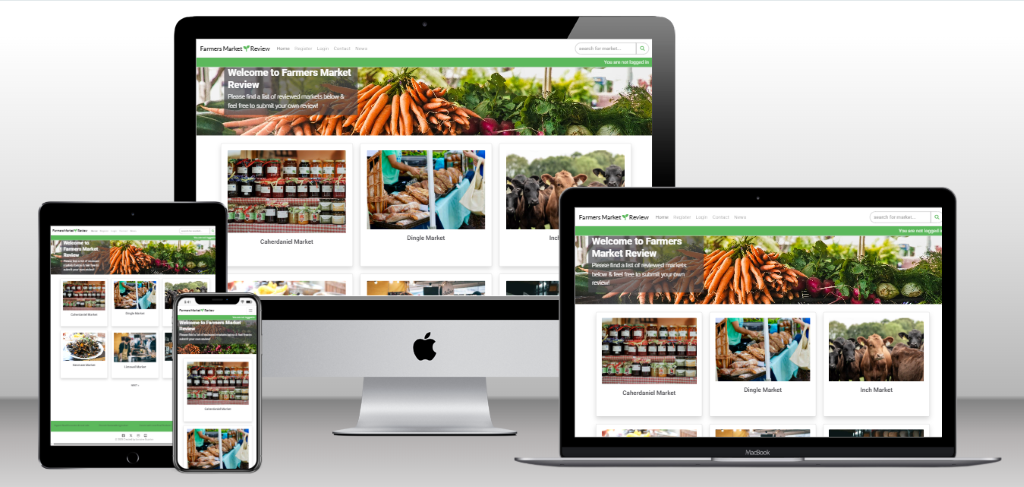 Farmers Market Review Home Register Login Contact News search for market...
You are not logged in
Welcome to Farmers Market
Review
Please find a list of reviewed markets below &
feel free to submit your own review!
Caherdaniel Market
Dingle Market
Inch
Farmers Market Review Home Register Login Contact News search for market...
You are not logged in
Welcome to Farmers
Market Review
Please find a list of reviewed markets
below & feel free to submit your own
review!
Caherdaniel Market
Dingle Market
Inch Market
MacBook
Farmers Market Review
Welcome to
Farmers Market
Review
Caherdaniel Market
Dingle Market
Farmers Market Review
Welcome to Farmers Market
Review
Caherdaniel Market